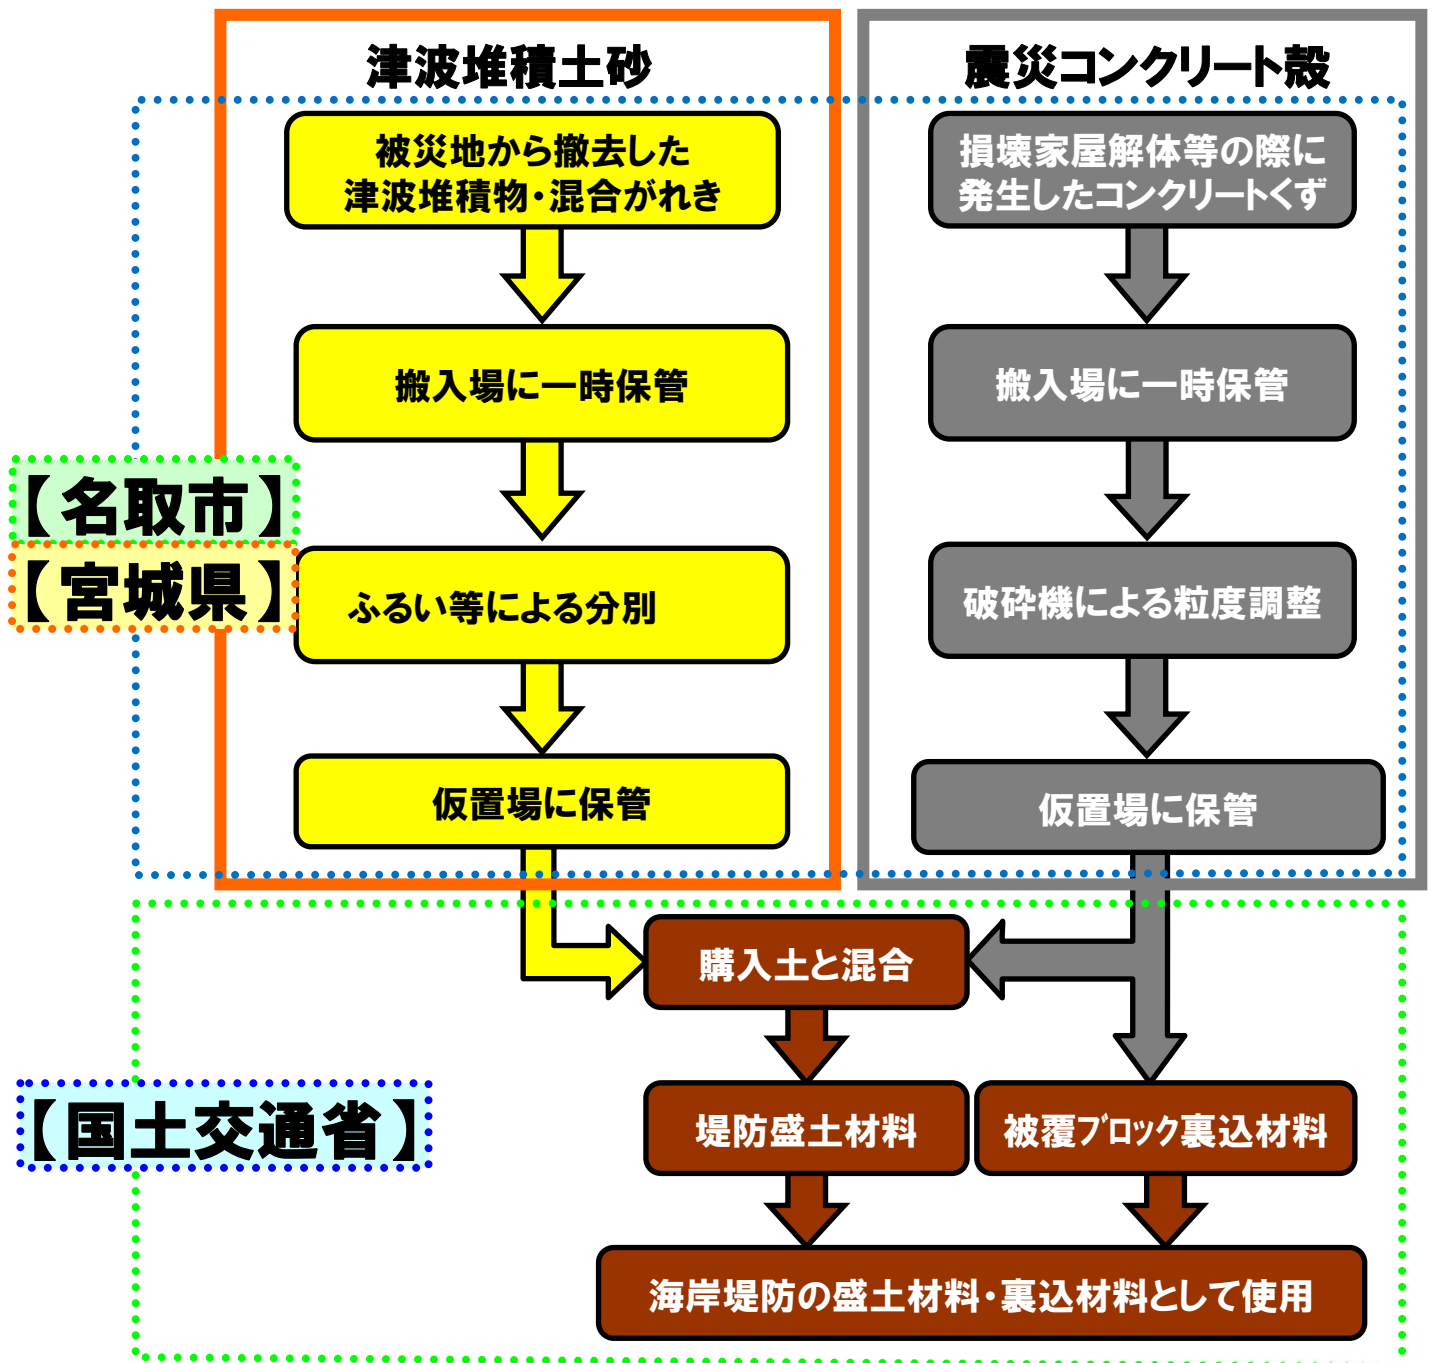 津波堆積土砂
被災地から撤去した
津波堆積物・混合がれき
搬入場に一時保管
ふるい等による分別
仮置場に保管
震災コンクリート殻
損壊家屋解体等の際に
発生したコンクリートくず
搬入場に一時保管
破砕機による粒度調整
仮置場に保管
【名取市】
【宮城県】
購入土と混合
【国土交通省】
堤防盛土材料
被覆ブロック裏込材料
海岸堤防の盛土材料・裏込材料として使用